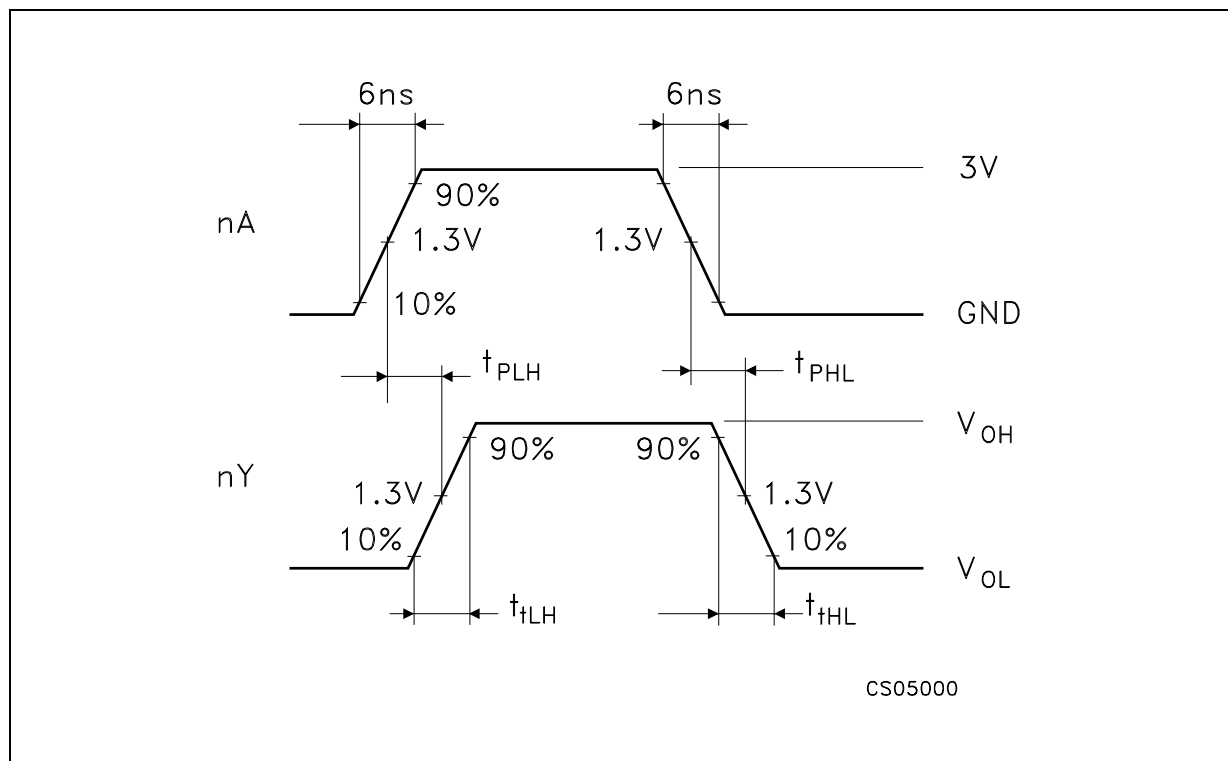 6ns 6ns
3V
90%
nA
1.3V 1.3V
10%
GND
tPLH tPHL
VOH
90% 90%
nY
1.3V 1.3V
10% 10%
VOL
ttLH ttHL
CS05000